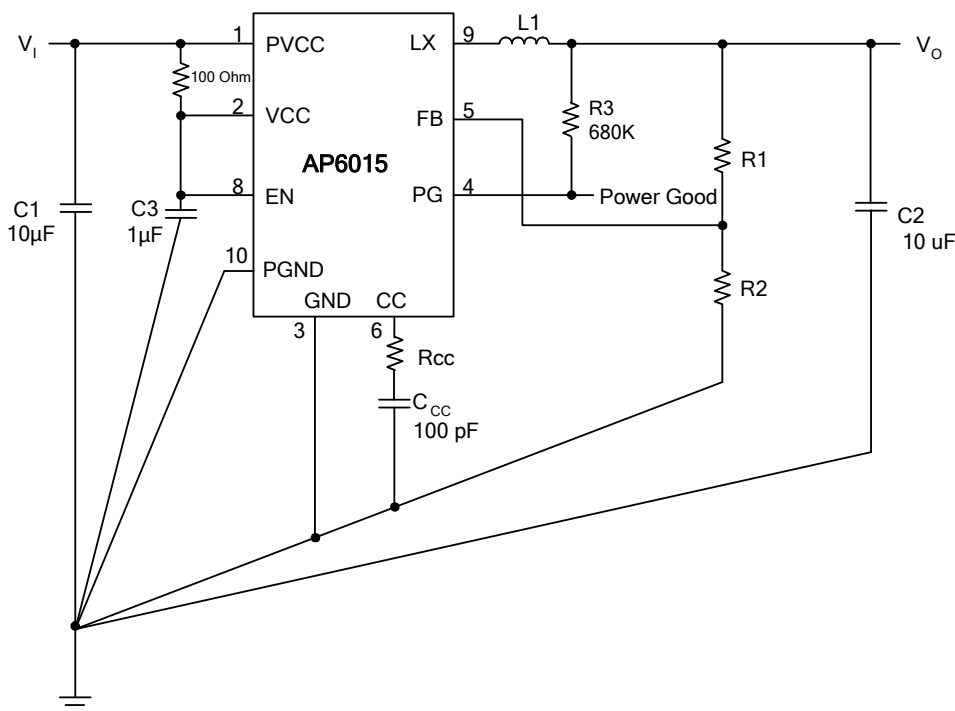 L1
V_I
1
PVCC
LX
9
V_O
100 Ohm
R3
680K
2
VCC
FB
5
R1
AP6015
8
EN
PG
4
Power Good
C1
10µF
C3
1µF
C2
10 uF
10
PGND
R2
GND
CC
3
6
Rcc
C_CC
100 pF